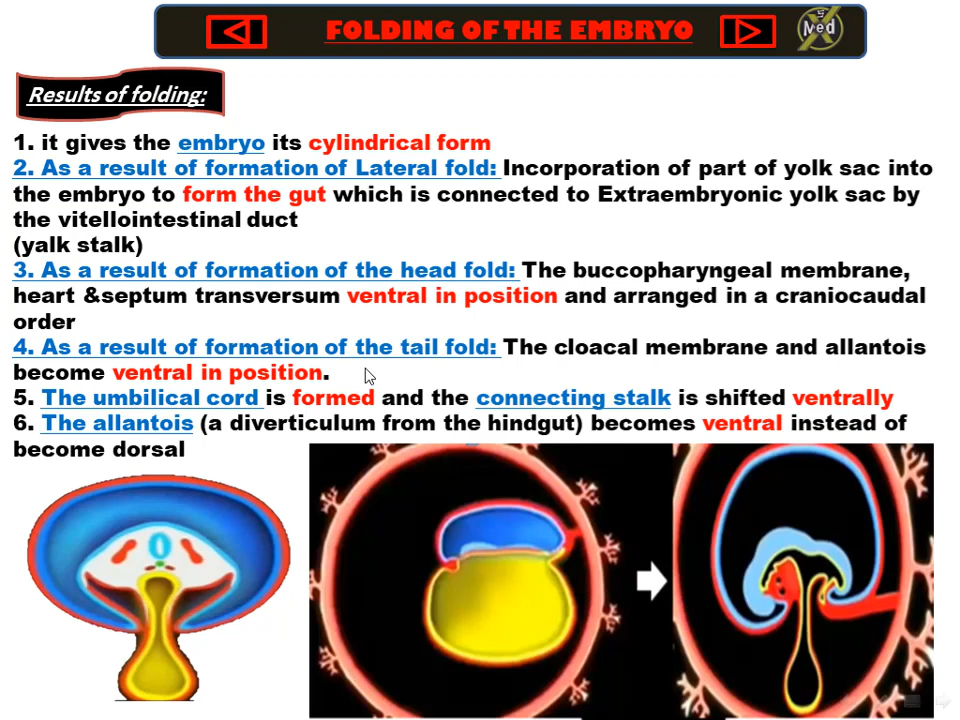 FOLDING OF THE EMBRYO
S
Med
X
Results of folding:
1. it gives the embryo its cylindrical form
2. As a result of formation of Lateral fold: Incorporation of part of yolk sac into
the embryo to form the gut which is connected to Extraembryonic yolk sac by
the vitellointestinal duct
(yalk stalk)
3. As a result of formation of the head fold: The buccopharyngeal membrane,
heart &septum transversum ventral in position and arranged in a craniocaudal
order
4. As a result of formation of the tail fold: The cloacal membrane and allantois
become ventral in position.
5. The umbilical cord is formed and the connecting stalk is shifted ventrally
6. The allantois (a diverticulum from the hindgut) becomes ventral instead of
become dorsal